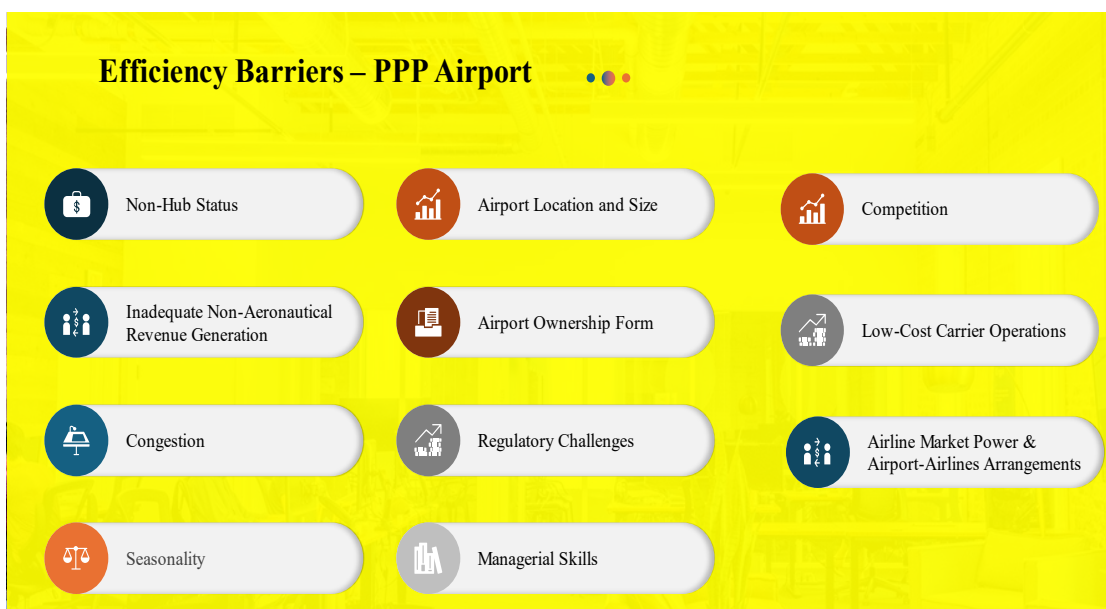 Efficiency Barriers – PPP Airport
Non-Hub Status
Inadequate Non-Aeronautical
Revenue Generation
Congestion
Seasonality
Airport Location and Size
Airport Ownership Form
Regulatory Challenges
Managerial Skills
Competition
Low-Cost Carrier Operations
Airline Market Power &
Airport-Airlines Arrangements